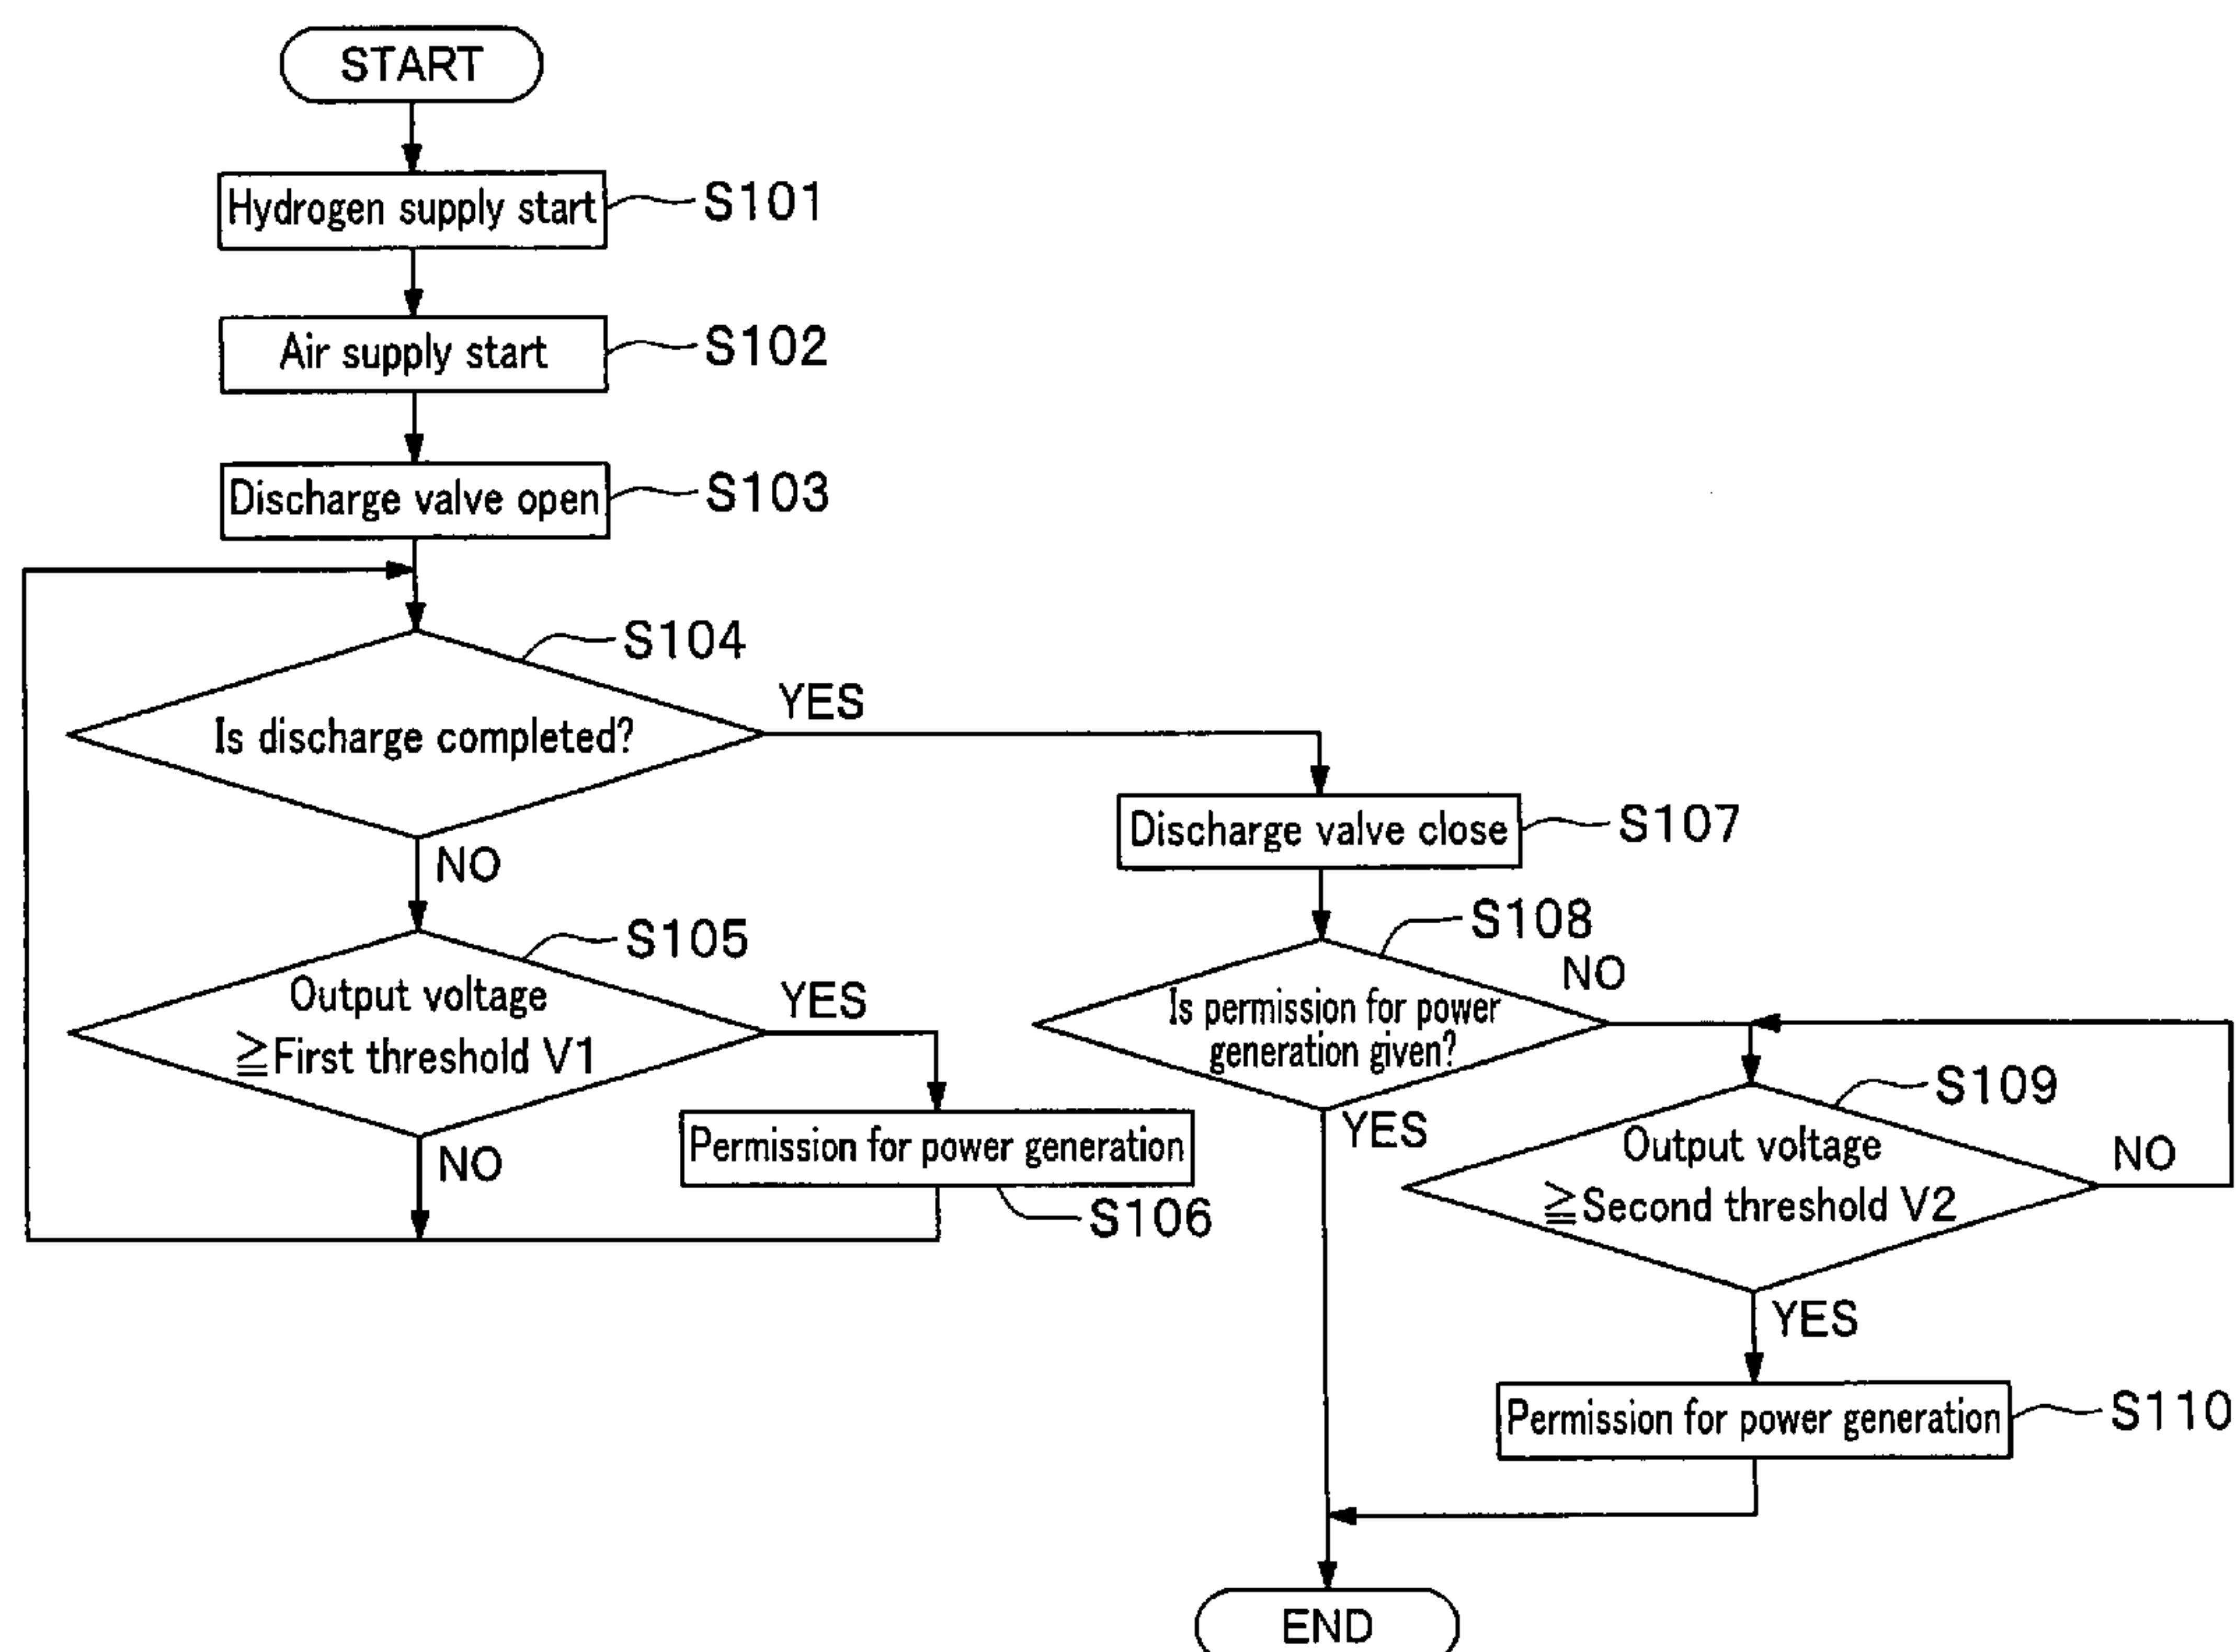 START
Hydrogen supply start
S101
Air supply start
S102
Discharge valve open
S103
S104
Is discharge completed?
YES
NO
S105
Output voltage
≧First threshold V1
YES
NO
Permission for power generation
S106
Discharge valve close
S107
S108
Is permission for power
generation given?
NO
YES
S109
Output voltage
≧Second threshold V2
NO
YES
Permission for power generation
S110
END